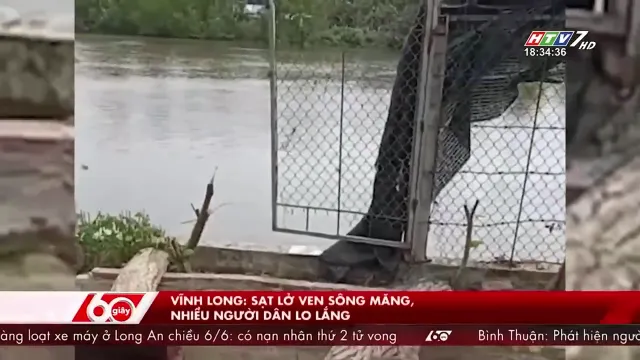 HTV7 HD
18:34:36
60 giây
VĨNH LONG: SẠT LỞ VEN SÔNG MĂNG,
NHIỀU NGƯỜI DÂN LO LẮNG
àng loạt xe máy ở Long An chiều 6/6: có nạn nhân thứ 2 tử vong 60 Bình Thuận: Phát hiện ngư